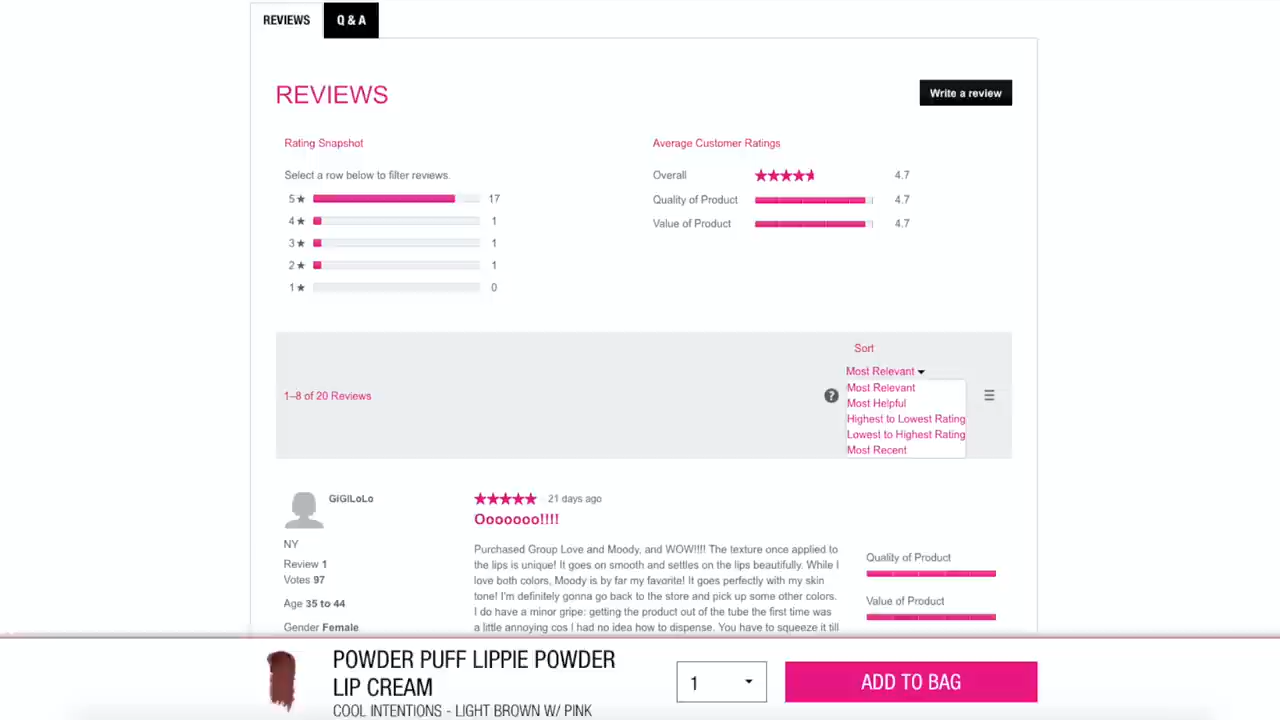 REVIEWS
Q & A
REVIEWS
Write a review
Rating Snapshot
Average Customer Ratings
Select a row below to filter reviews.
Overall ★★★★★ 4.7
5★ 17
Quality of Product 4.7
4★ 1
Value of Product 4.7
3★ 1
2★ 1
1★ 0
Sort
Most Relevant
1–8 of 20 Reviews
?
Most Relevant
Most Helpful
Highest to Lowest Rating
Lowest to Highest Rating
Most Recent
GiGiLoLo
★★★★★ 21 days ago
Ooooooo!!!!
NY
Review 1
Votes 97
Age 35 to 44
Gender Female
Purchased Group Love and Moody, and WOW!!!! The texture once applied to
the lips is unique! It goes on smooth and settles on the lips beautifully. While I
love both colors, Moody is by far my favorite! It goes perfectly with my skin
tone! I'm definitely gonna go back to the store and pick up some other colors.
I do have a minor gripe: getting the product out of the tube the first time was
a little annoying cos I had no idea how to dispense. You have to squeeze it till
Quality of Product
Value of Product
POWDER PUFF LIPPIE POWDER
LIP CREAM
COOL INTENTIONS - LIGHT BROWN W/ PINK
1
ADD TO BAG